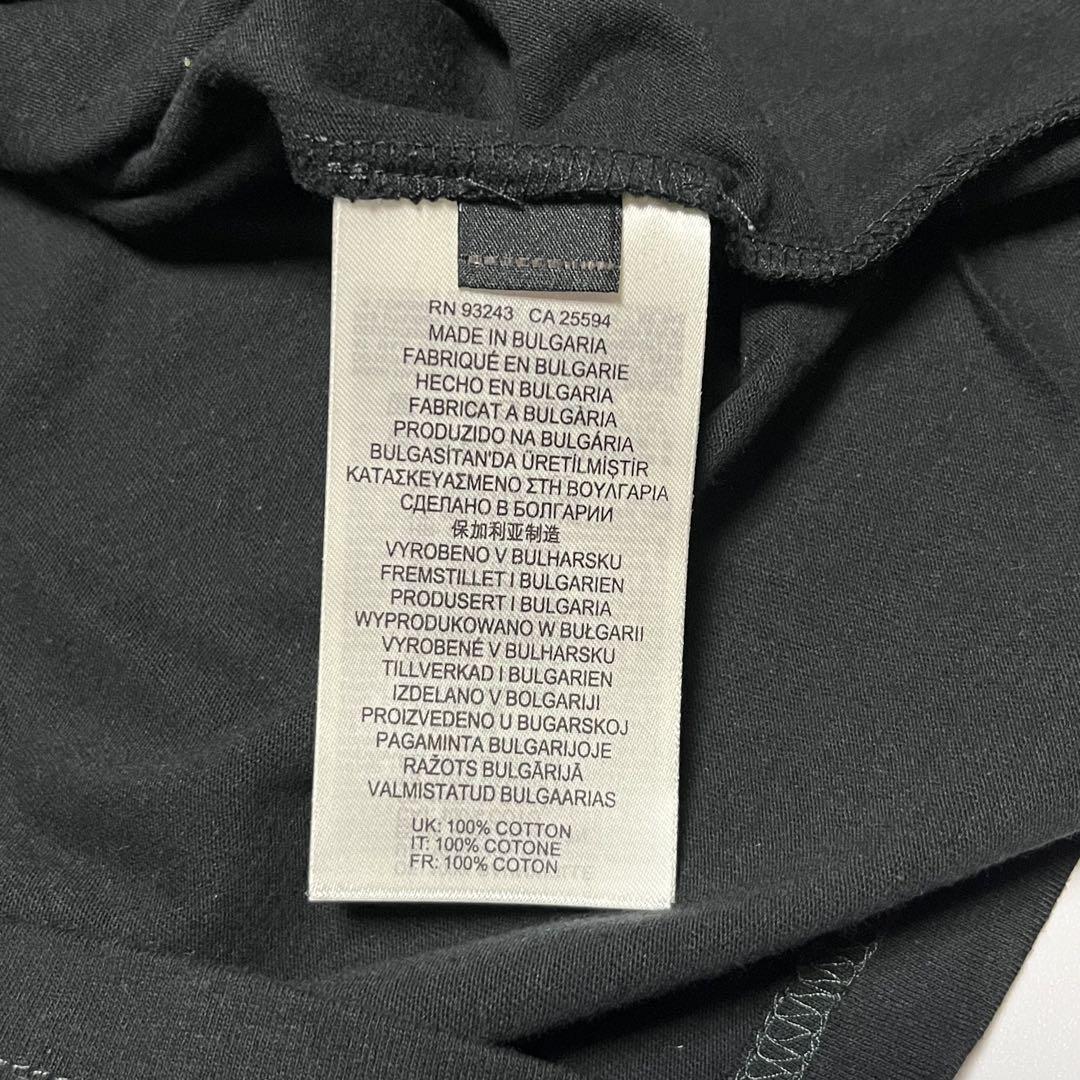 RN 93243 CA 25594
MADE IN BULGARIA
FABRIQUÉ EN BULGARIE
HECHO EN BULGARIA
FABRICAT A BULGÀRIA
PRODUZIDO NA BULGÁRIA
BULGASİTAN'DA ÜRETİLMİŞTİR
ΚΑΤΑΣΚΕΥΑΣΜΕΝΟ ΣΤΗ ΒΟΥΛΓΑΡΙΑ
СДЕЛАНО В БОЛГАРИИ
保加利亚制造
VYROBENO V BULHARSKU
FREMSTILLET I BULGARIEN
PRODUSERT I BULGARIA
WYPRODUKOWANO W BUŁGARII
VYROBENÉ V BULHARSKU
TILLVERKAD I BULGARIEN
IZDELANO V BOLGARIJI
PROIZVEDENO U BUGARSKOJ
PAGAMINTA BULGARIJOJE
RAŽOTS BULGĀRIJĀ
VALMISTATUD BULGAARIAS
UK: 100% COTTON
IT: 100% COTONE
FR: 100% COTON